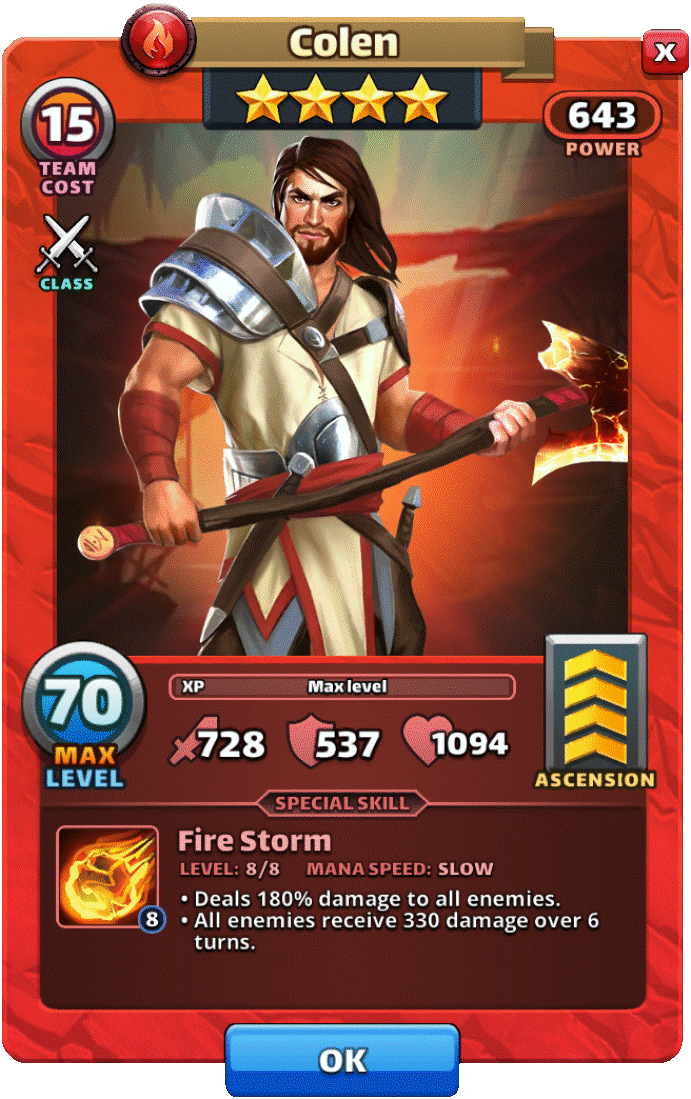 Colen
X
15
TEAM
COST
643
POWER
CLASS
70
MAX
LEVEL
XP Max level
728 537 1094
ASCENSION
SPECIAL SKILL
Fire Storm
LEVEL: 8/8 MANA SPEED: SLOW
8
• Deals 180% damage to all enemies.
• All enemies receive 330 damage over 6
turns.
OK